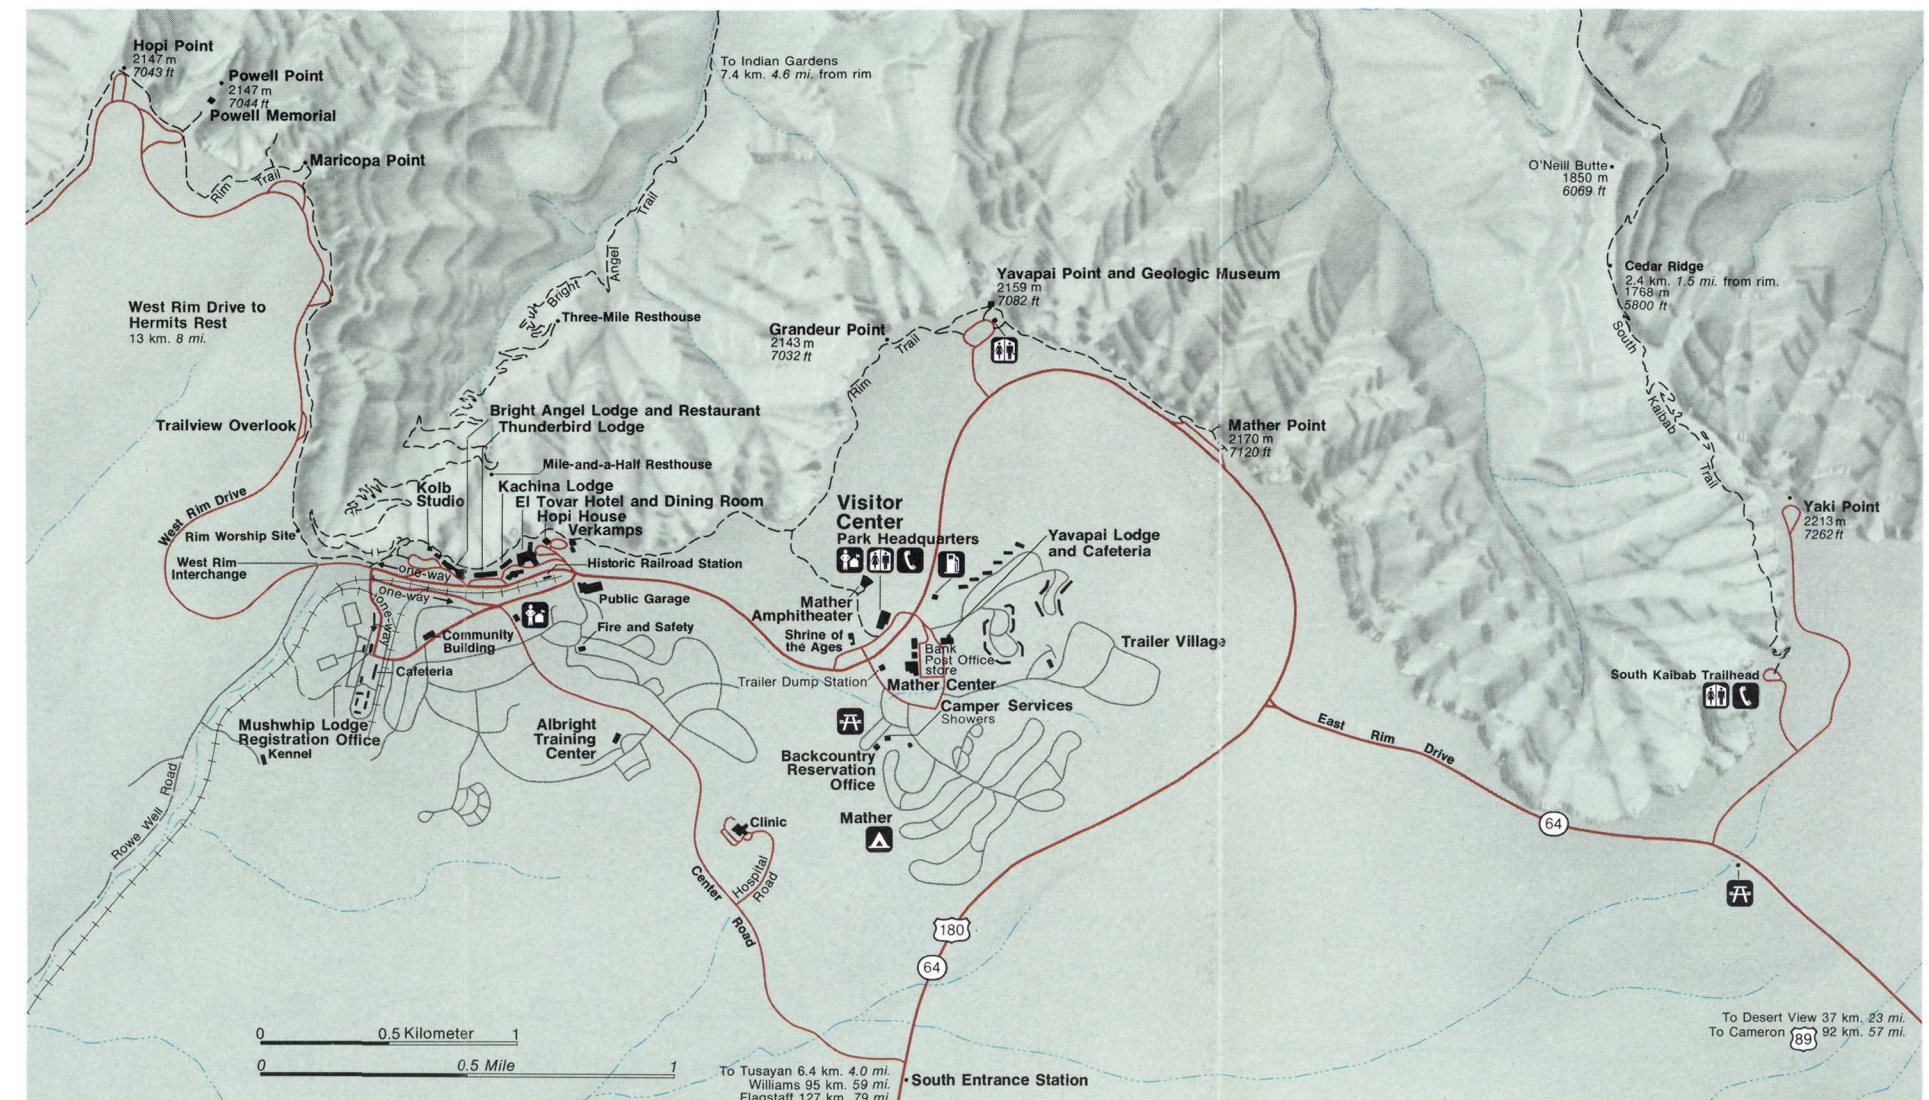 Hopi Point
2147 m
7043 ft
Powell Point
2147 m
7044 ft
Powell Memorial
Maricopa Point
Rim Trail
To Indian Gardens
7.4 km. 4.6 mi. from rim
Bright Angel Trail
Three-Mile Resthouse
West Rim Drive to
Hermits Rest
13 km. 8 mi.
Trailview Overlook
O'Neill Butte
1850 m
6069 ft
Cedar Ridge
2.4 km. 1.5 mi. from rim.
1768 m
5800 ft
South Kaibab Trail
Yavapai Point and Geologic Museum
2159 m
7082 ft
Grandeur Point
2143 m
7032 ft
Rim Trail
Mather Point
2170 m
7120 ft
Yaki Point
2213 m
7262 ft
Bright Angel Lodge and Restaurant
Thunderbird Lodge
Mile-and-a-Half Resthouse
Kachina Lodge
Kolb
Studio
El Tovar Hotel and Dining Room
Hopi House
Verkamps
West Rim Drive
Rim Worship Site
West Rim
Interchange
one-way
one-way
one-way
Historic Railroad Station
Public Garage
Fire and Safety
Community
Building
Cafeteria
Visitor
Center
Park Headquarters
Yavapai Lodge
and Cafeteria
Mather
Amphitheater
Shrine of
the Ages
Bank
Post Office
store
Mather Center
Trailer Dump Station
Trailer Village
Camper Services
Showers
South Kaibab Trailhead
Mushwhip Lodge
Registration Office
Kennel
Albright
Training
Center
Backcountry
Reservation
Office
Mather
East Rim Drive
64
Rowe Well Road
Clinic
Hospital
Road
Center Road
180
64
0 0.5 Kilometer 1
0 0.5 Mile 1
To Tusayan 6.4 km. 4.0 mi.
Williams 95 km. 59 mi.
Flagstaff 127 km. 79 mi.
South Entrance Station
To Desert View 37 km. 23 mi.
To Cameron 89 92 km. 57 mi.